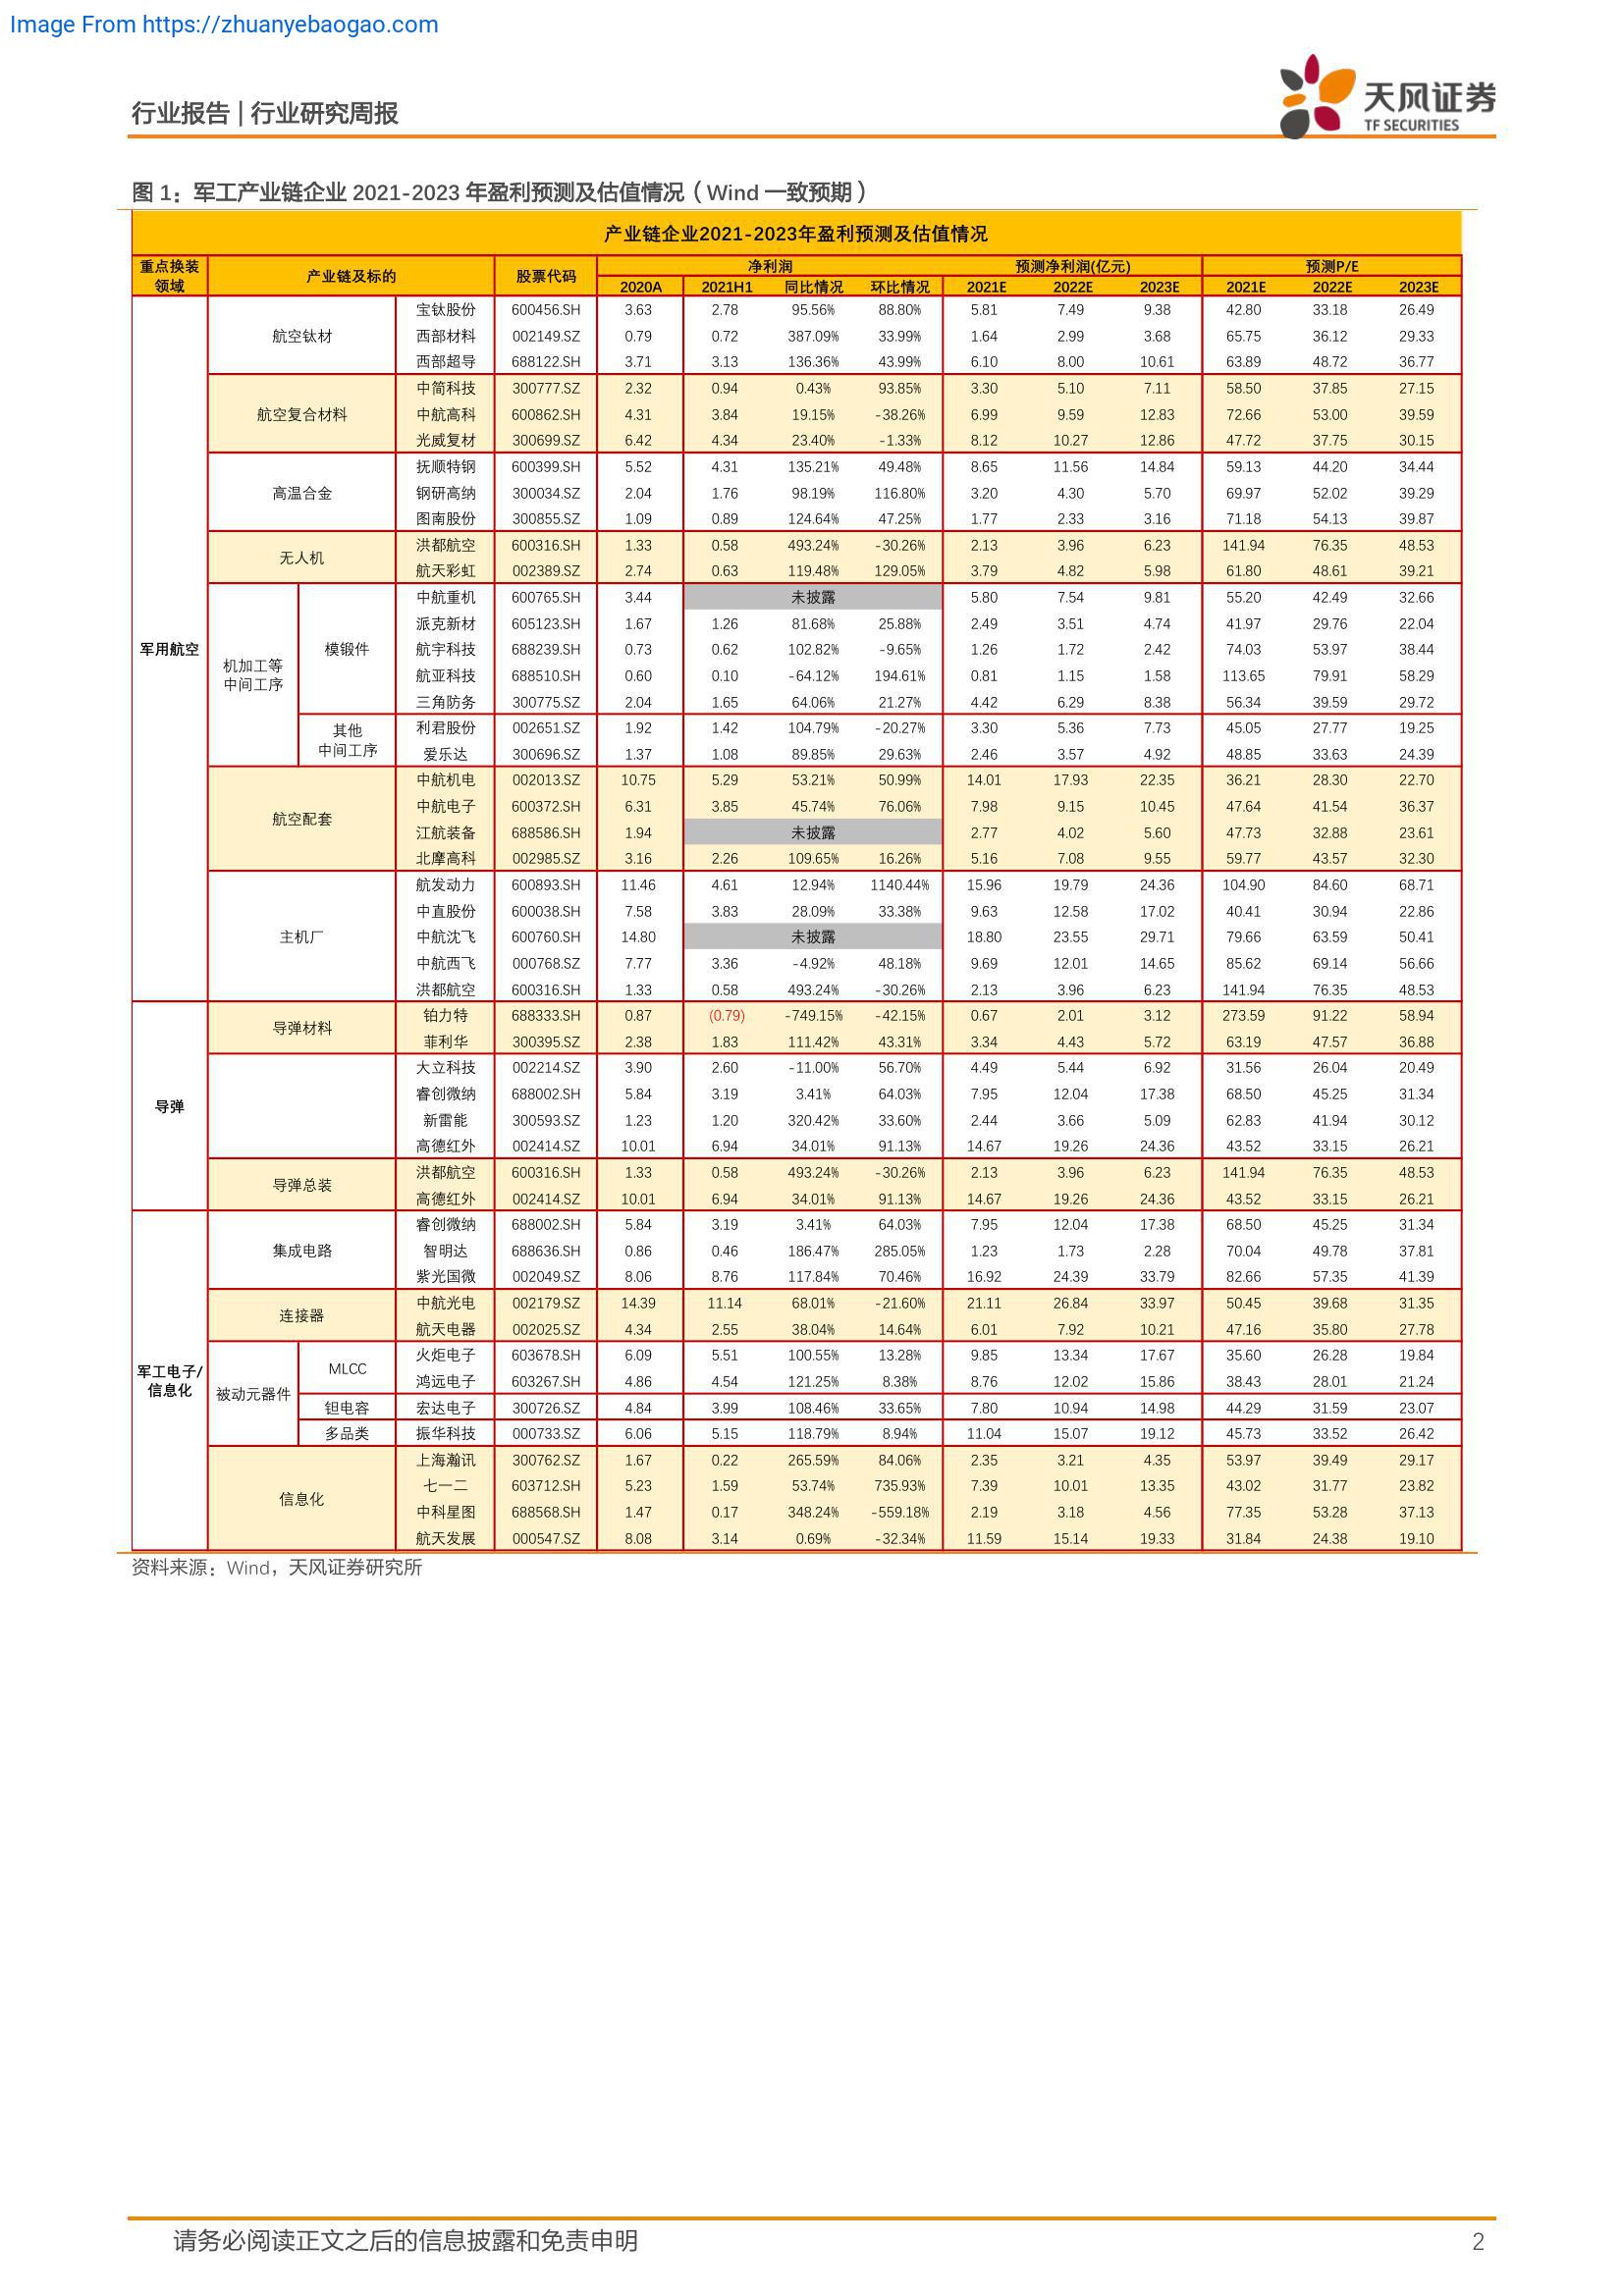 Image From https://zhuanyebaogao.com
行业报告 | 行业研究周报
天风证券
TF SECURITIES
图 1：军工产业链企业 2021-2023 年盈利预测及估值情况（Wind 一致预期）
产业链企业2021-2023年盈利预测及估值情况
重点换装领域 产业链及标的 股票代码 净利润 预测净利润(亿元) 预测P/E
2020A 2021H1 同比情况 环比情况 2021E 2022E 2023E 2021E 2022E 2023E
军用航空
航空钛材
宝钛股份 600456.SH 3.63 2.78 95.56% 88.80% 5.81 7.49 9.38 42.80 33.18 26.49
西部材料 002149.SZ 0.79 0.72 387.09% 33.99% 1.64 2.99 3.68 65.75 36.12 29.33
西部超导 688122.SH 3.71 3.13 136.36% 43.99% 6.10 8.00 10.61 63.89 48.72 36.77
航空复合材料
中简科技 300777.SZ 2.32 0.94 0.43% 93.85% 3.30 5.10 7.11 58.50 37.85 27.15
中航高科 600862.SH 4.31 3.84 19.15% -38.26% 6.99 9.59 12.83 72.66 53.00 39.59
光威复材 300699.SZ 6.42 4.34 23.40% -1.33% 8.12 10.27 12.86 47.72 37.75 30.15
高温合金
抚顺特钢 600399.SH 5.52 4.31 135.21% 49.48% 8.65 11.56 14.84 59.13 44.20 34.44
钢研高纳 300034.SZ 2.04 1.76 98.19% 116.80% 3.20 4.30 5.70 69.97 52.02 39.29
图南股份 300855.SZ 1.09 0.89 124.64% 47.25% 1.77 2.33 3.16 71.18 54.13 39.87
无人机
洪都航空 600316.SH 1.33 0.58 493.24% -30.26% 2.13 3.96 6.23 141.94 76.35 48.53
航天彩虹 002389.SZ 2.74 0.63 119.48% 129.05% 3.79 4.82 5.98 61.80 48.61 39.21
机加工等
中间工序
模锻件
中航重机 600765.SH 3.44 未披露 5.80 7.54 9.81 55.20 42.49 32.66
派克新材 605123.SH 1.67 1.26 81.68% 25.88% 2.49 3.51 4.74 41.97 29.76 22.04
航宇科技 688239.SH 0.73 0.62 102.82% -9.65% 1.26 1.72 2.42 74.03 53.97 38.44
航亚科技 688510.SH 0.60 0.10 -64.12% 194.61% 0.81 1.15 1.58 113.65 79.91 58.29
三角防务 300775.SZ 2.04 1.65 64.06% 21.27% 4.42 6.29 8.38 56.34 39.59 29.72
其他
中间工序
利君股份 002651.SZ 1.92 1.42 104.79% -20.27% 3.30 5.36 7.73 45.05 27.77 19.25
爱乐达 300696.SZ 1.37 1.08 89.85% 29.63% 2.46 3.57 4.92 48.85 33.63 24.39
航空配套
中航机电 002013.SZ 10.75 5.29 53.21% 50.99% 14.01 17.93 22.35 36.21 28.30 22.70
中航电子 600372.SH 6.31 3.85 45.74% 76.06% 7.98 9.15 10.45 47.64 41.54 36.37
江航装备 688586.SH 1.94 未披露 2.77 4.02 5.60 47.73 32.88 23.61
北摩高科 002985.SZ 3.16 2.26 109.65% 16.26% 5.16 7.08 9.55 59.77 43.57 32.30
主机厂
航发动力 600893.SH 11.46 4.61 12.94% 1140.44% 15.96 19.79 24.36 104.90 84.60 68.71
中直股份 600038.SH 7.58 3.83 28.09% 33.38% 9.63 12.58 17.02 40.41 30.94 22.86
中航沈飞 600760.SH 14.80 未披露 18.80 23.55 29.71 79.66 63.59 50.41
中航西飞 000768.SZ 7.77 3.36 -4.92% 48.18% 9.69 12.01 14.65 85.62 69.14 56.66
洪都航空 600316.SH 1.33 0.58 493.24% -30.26% 2.13 3.96 6.23 141.94 76.35 48.53
导弹
导弹材料
铂力特 688333.SH 0.87 (0.79) -749.15% -42.15% 0.67 2.01 3.12 273.59 91.22 58.94
菲利华 300395.SZ 2.38 1.83 111.42% 43.31% 3.34 4.43 5.72 63.19 47.57 36.88
大立科技 002214.SZ 3.90 2.60 -11.00% 56.70% 4.49 5.44 6.92 31.56 26.04 20.49
睿创微纳 688002.SH 5.84 3.19 3.41% 64.03% 7.95 12.04 17.38 68.50 45.25 31.34
新雷能 300593.SZ 1.23 1.20 320.42% 33.60% 2.44 3.66 5.09 62.83 41.94 30.12
高德红外 002414.SZ 10.01 6.94 34.01% 91.13% 14.67 19.26 24.36 43.52 33.15 26.21
导弹总装
洪都航空 600316.SH 1.33 0.58 493.24% -30.26% 2.13 3.96 6.23 141.94 76.35 48.53
高德红外 002414.SZ 10.01 6.94 34.01% 91.13% 14.67 19.26 24.36 43.52 33.15 26.21
军工电子/
信息化
集成电路
睿创微纳 688002.SH 5.84 3.19 3.41% 64.03% 7.95 12.04 17.38 68.50 45.25 31.34
智明达 688636.SH 0.86 0.46 186.47% 285.05% 1.23 1.73 2.28 70.04 49.78 37.81
紫光国微 002049.SZ 8.06 8.76 117.84% 70.46% 16.92 24.39 33.79 82.66 57.35 41.39
连接器
中航光电 002179.SZ 14.39 11.14 68.01% -21.60% 21.11 26.84 33.97 50.45 39.68 31.35
航天电器 002025.SZ 4.34 2.55 38.04% 14.64% 6.01 7.92 10.21 47.16 35.80 27.78
被动元器件
MLCC
火炬电子 603678.SH 6.09 5.51 100.55% 13.28% 9.85 13.34 17.67 35.60 26.28 19.84
鸿远电子 603267.SH 4.86 4.54 121.25% 8.38% 8.76 12.02 15.86 38.43 28.01 21.24
钽电容 宏达电子 300726.SZ 4.84 3.99 108.46% 33.65% 7.80 10.94 14.98 44.29 31.59 23.07
多品类 振华科技 000733.SZ 6.06 5.15 118.79% 8.94% 11.04 15.07 19.12 45.73 33.52 26.42
信息化
上海瀚讯 300762.SZ 1.67 0.22 265.59% 84.06% 2.35 3.21 4.35 53.97 39.49 29.17
七一二 603712.SH 5.23 1.59 53.74% 735.93% 7.39 10.01 13.35 43.02 31.77 23.82
中科星图 688568.SH 1.47 0.17 348.24% -559.18% 2.19 3.18 4.56 77.35 53.28 37.13
航天发展 000547.SZ 8.08 3.14 0.69% -32.34% 11.59 15.14 19.33 31.84 24.38 19.10
资料来源：Wind，天风证券研究所
请务必阅读正文之后的信息披露和免责申明
2